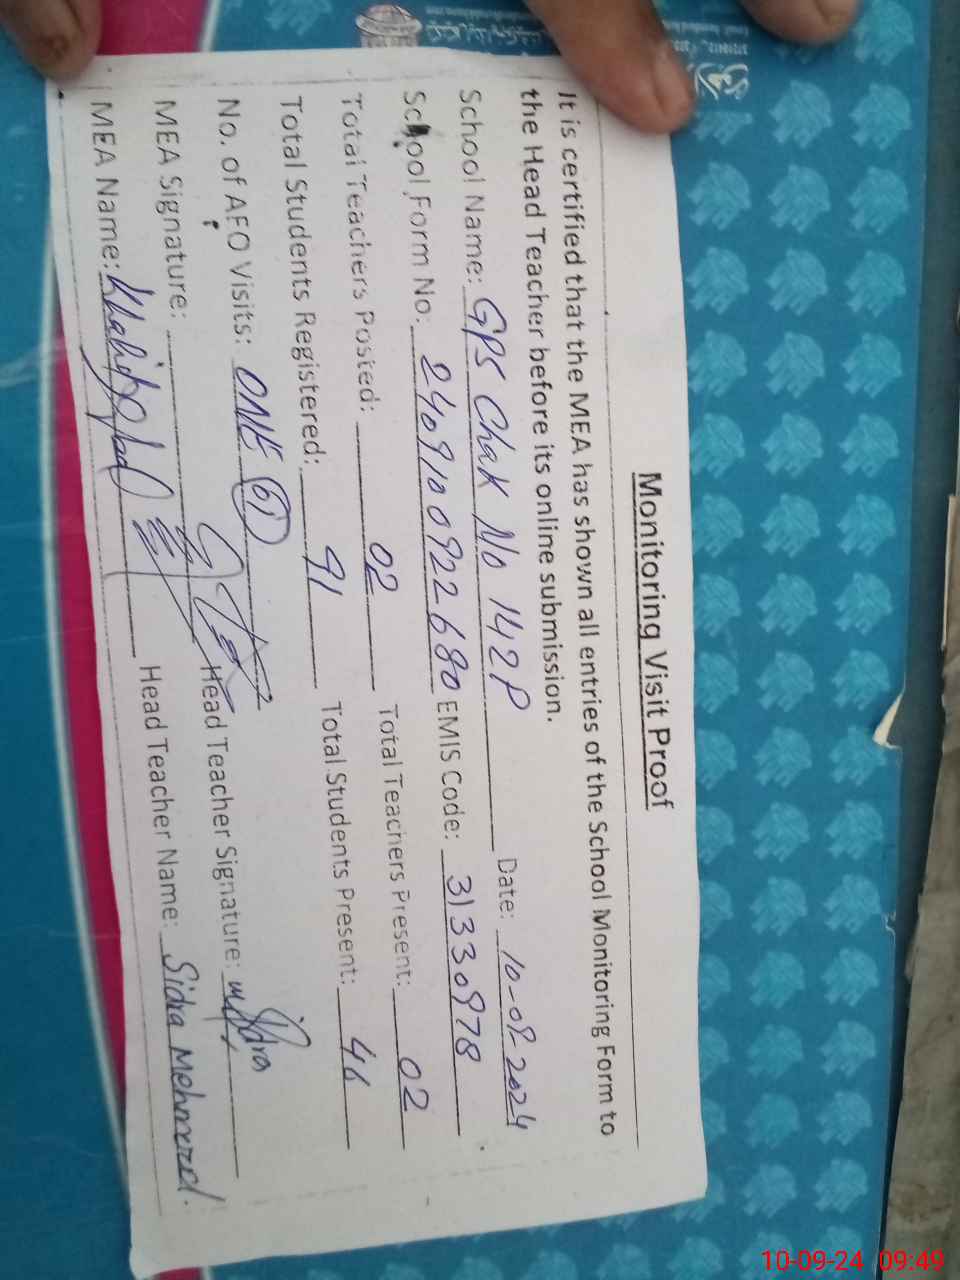 Monitoring Visit Proof
It is certified that the MEA has shown all entries of the School Monitoring Form to
the Head Teacher before its online submission.
School Name: GPS Chak No 142P Date: 10-09-2024
School Form No: 240910092268 0 EMIS Code: 31330978
Total Teachers Posted: 02 Total Teachers Present: 02
Total Students Registered: 91 Total Students Present: 46
No. of AEO Visits: ONE
MEA Signature: Head Teacher Signature:
MEA Name: Head Teacher Name: Sidra Mehmood.
10-09-24 09:49